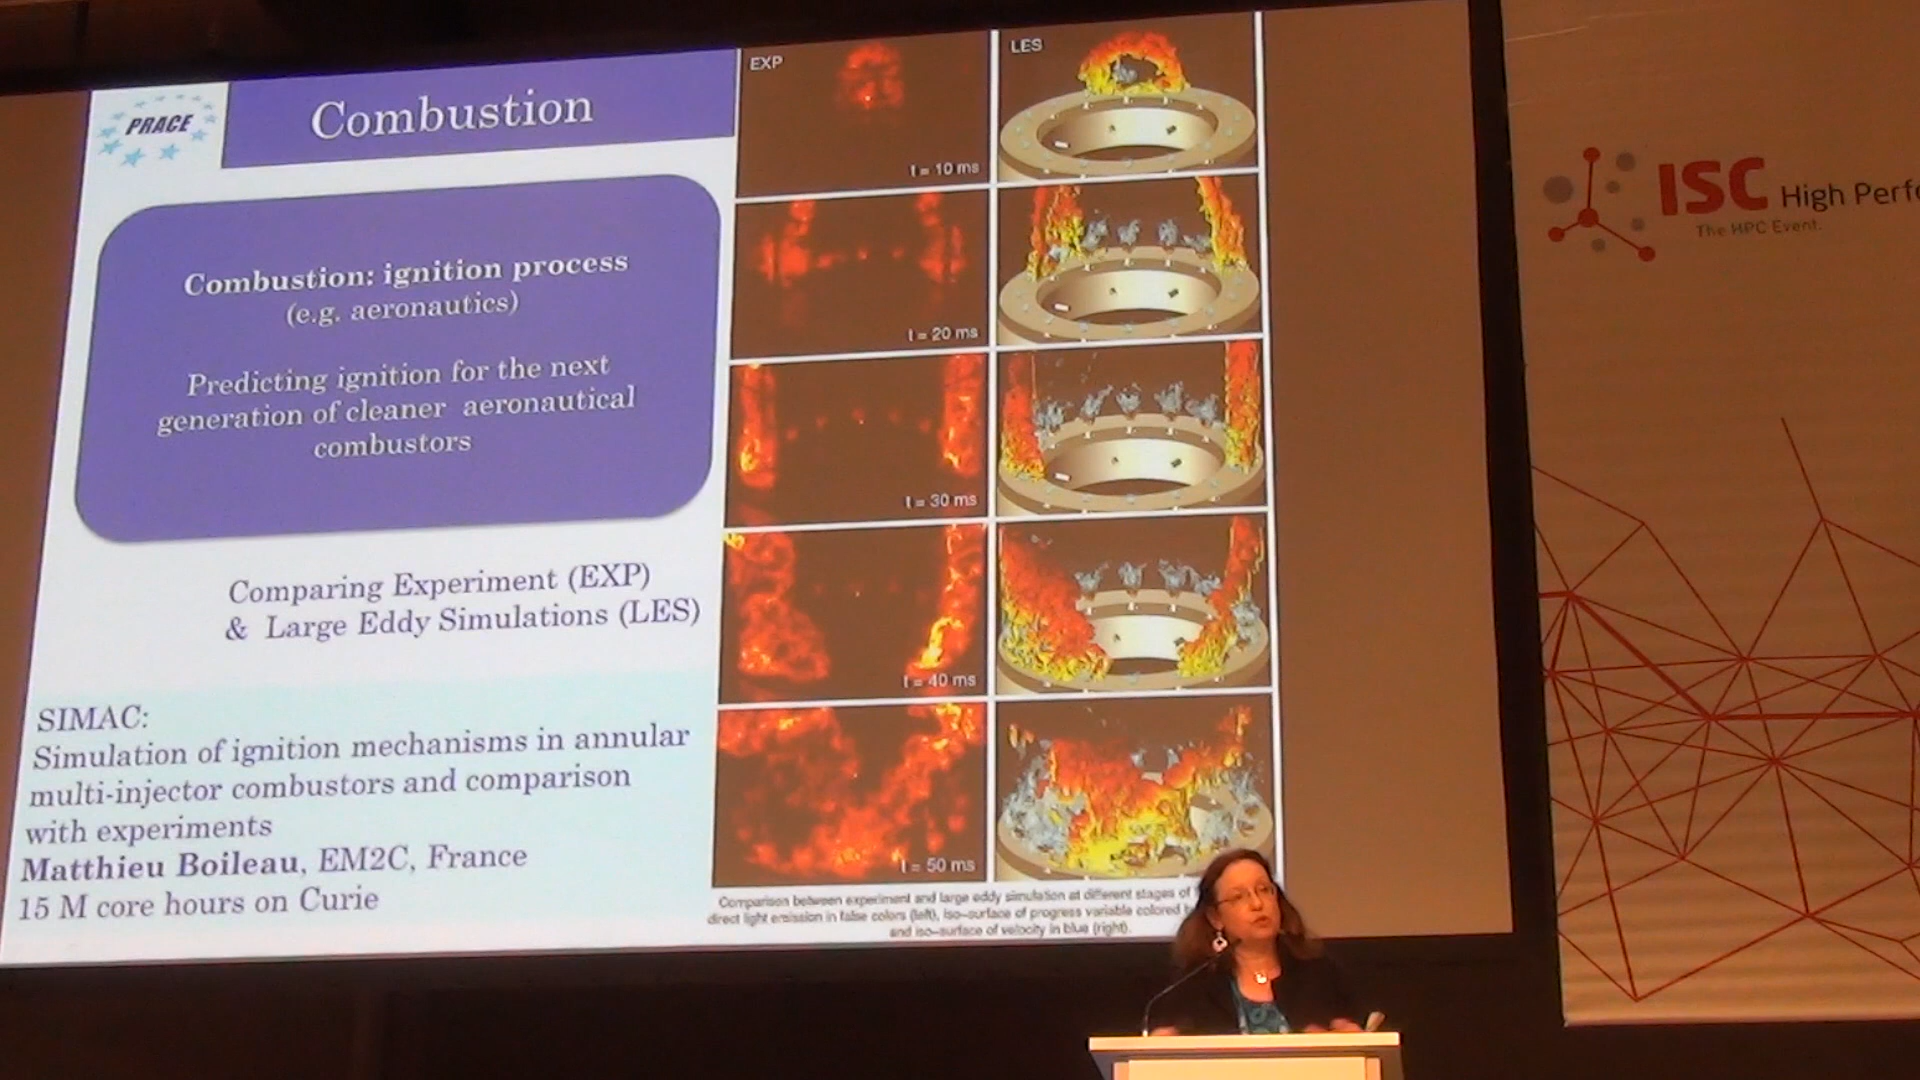 PRACE
Combustion
Combustion: ignition process
(e.g. aeronautics)
Predicting ignition for the next
generation of cleaner aeronautical
combustors
Comparing Experiment (EXP)
& Large Eddy Simulations (LES)
SIMAC:
Simulation of ignition mechanisms in annular
multi-injector combustors and comparison
with experiments
Matthieu Boileau, EM2C, France
15 M core hours on Curie
EXP
LES
t = 10 ms
t = 20 ms
t = 30 ms
t = 40 ms
t = 50 ms
Comparison between experiment and large eddy simulation at different stages of
direct light emission in false colors (left), iso-surface of progress variable colored
and iso-surface of velocity in blue (right).
ISC High Perfo
The HPC Event.